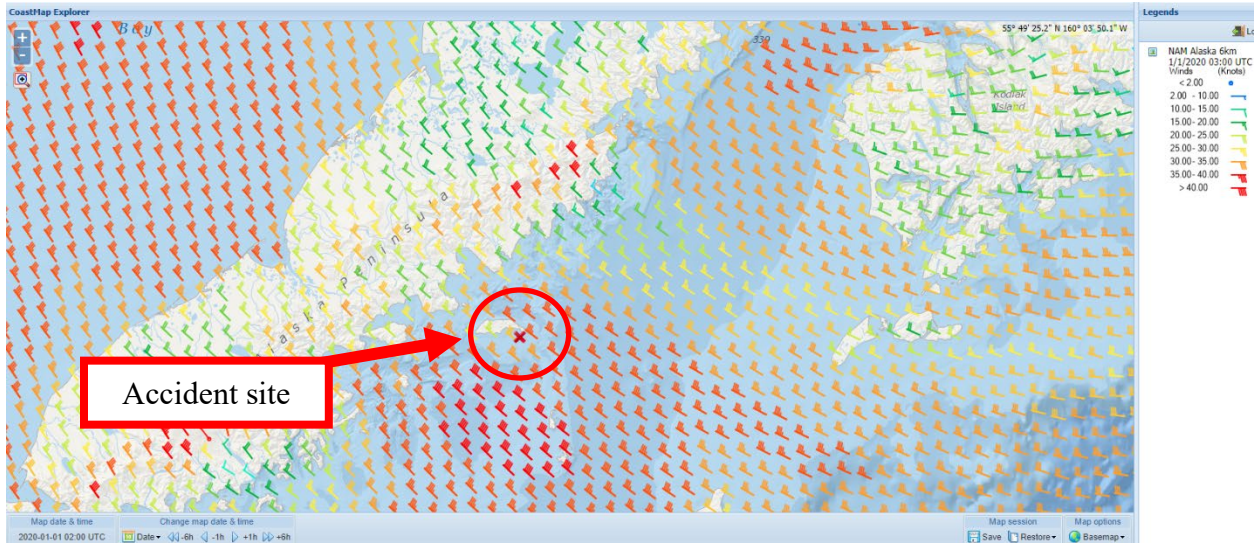 CoastMap Explorer
Bay
339
55° 49' 25.2" N 160° 03' 50.1" W
Kodiak
Island
Alaska Peninsula
Accident site
Legends
Lo
NAM Alaska 6km
1/1/2020 03:00 UTC
Winds (Knots)
< 2.00
2.00 - 10.00
10.00- 15.00
15.00- 20.00
20.00- 25.00
25.00- 30.00
30.00- 35.00
35.00- 40.00
> 40.00
Map date & time
2020-01-01 02:00 UTC
Change map date & time
Date -6h -1h +1h +6h
Map session
Save Restore
Map options
Basemap